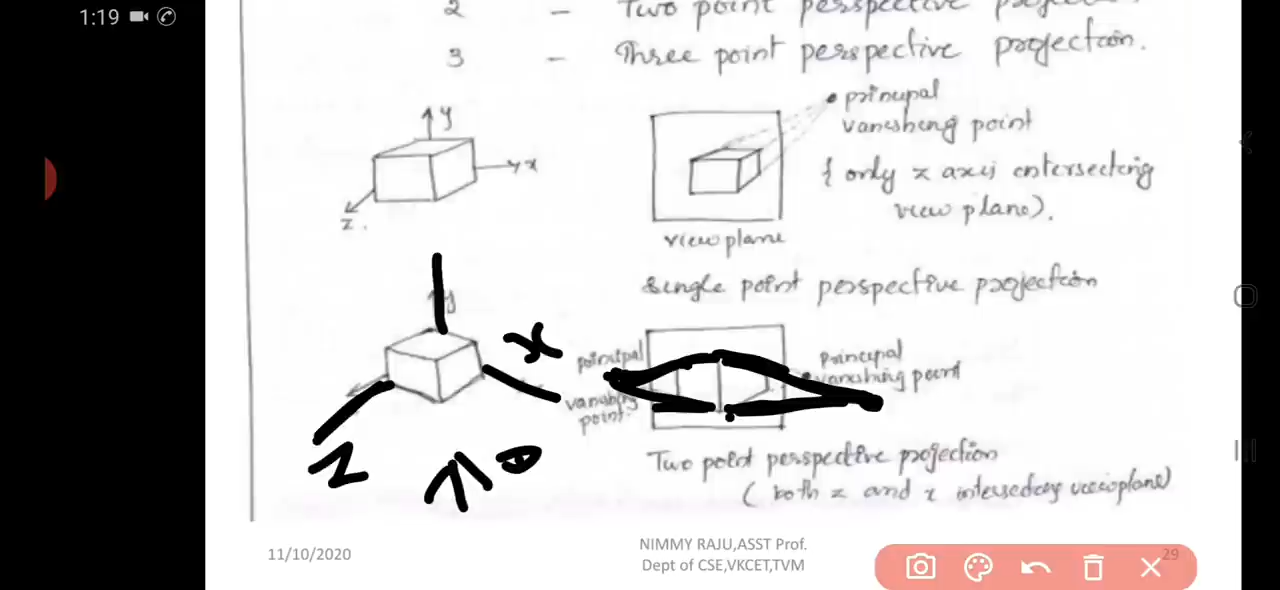 1:19
2 - Two point perspective projection
3 - Three point perspective projection.
y
x
z.
principal
vanishing point
{ only z axis intersecting
view plane).
view plane
single point perspective projection
y
x
z
principal
vanishing
point.
principal
vanishing point
Two point perspective projection
( both z and x intersecting viewplane)
11/10/2020
NIMMY RAJU,ASST Prof.
Dept of CSE,VKCET,TVM
29